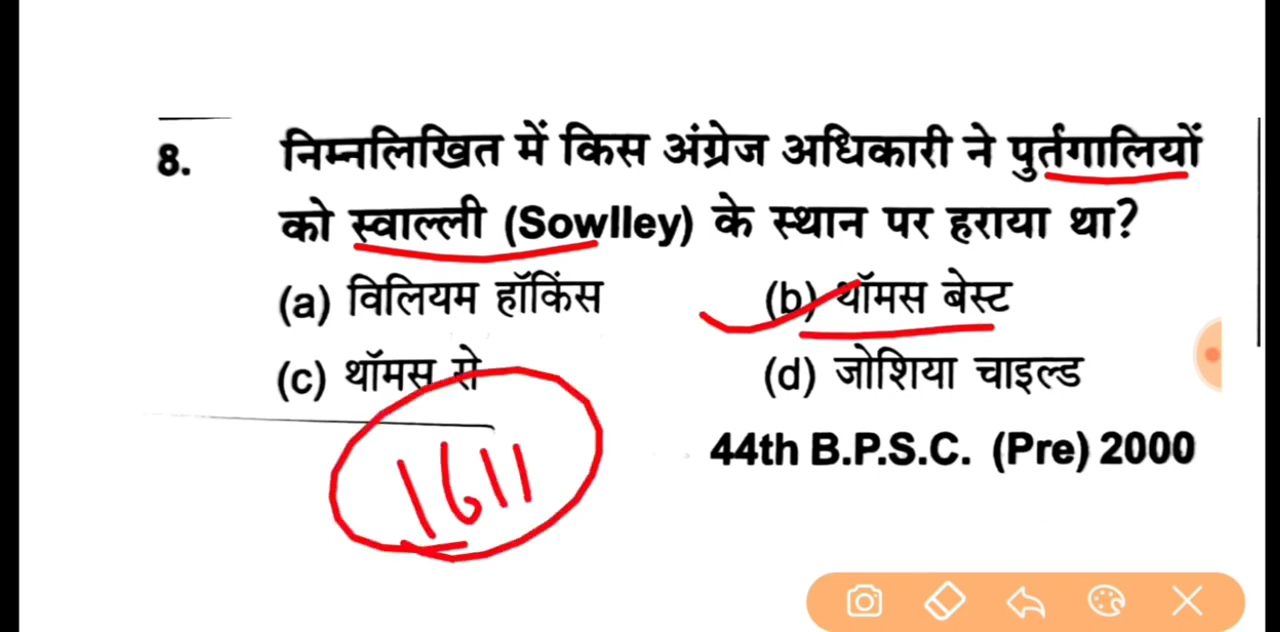 8. निम्नलिखित में किस अंग्रेज अधिकारी ने पुर्तगालियों
को स्वाल्ली (Sowlley) के स्थान पर हराया था?
(a) विलियम हॉकिंस (b) थॉमस बेस्ट
(c) थॉमस रो (d) जोशिया चाइल्ड
1611
44th B.P.S.C. (Pre) 2000